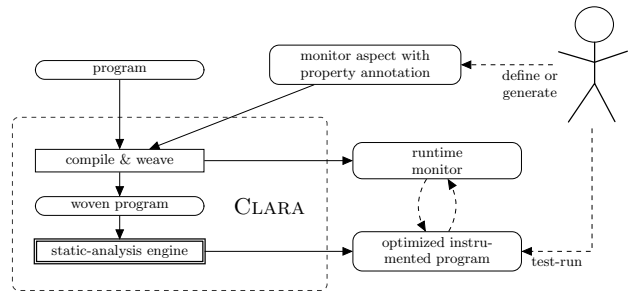 monitor aspect with
property annotation
program
define or
generate
compile & weave
runtime
monitor
woven program
CLARA
static-analysis engine
optimized instru-
mented program
test-run